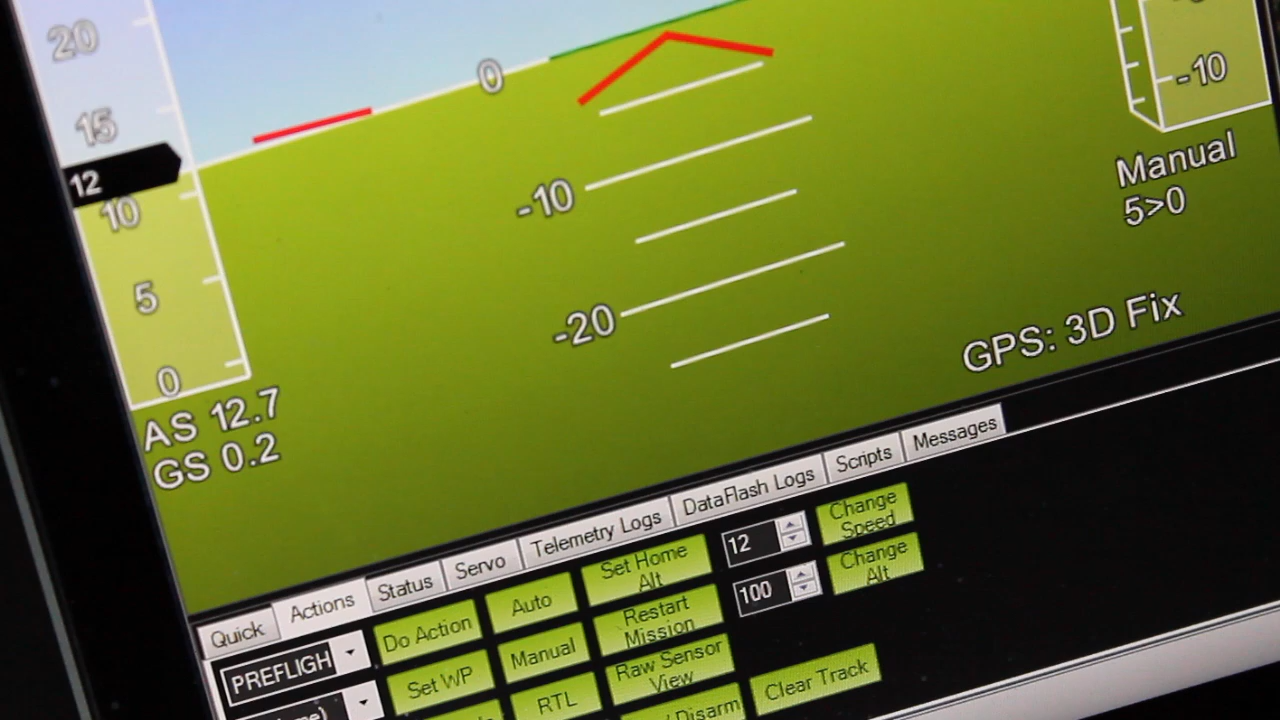 20
15
12
10
5
0
AS 12.7
GS 0.2
0
-10
-20
-10
Manual
5>0
GPS: 3D Fix
Quick Actions Status Servo Telemetry Logs DataFlash Logs Scripts Messages
PREFLIGH
Do Action
Auto
Set Home
Alt
12
Change
Speed
Set WP
Manual
Restart
Mission
100
Change
Alt
RTL
Raw Sensor
View
Disarm
Clear Track